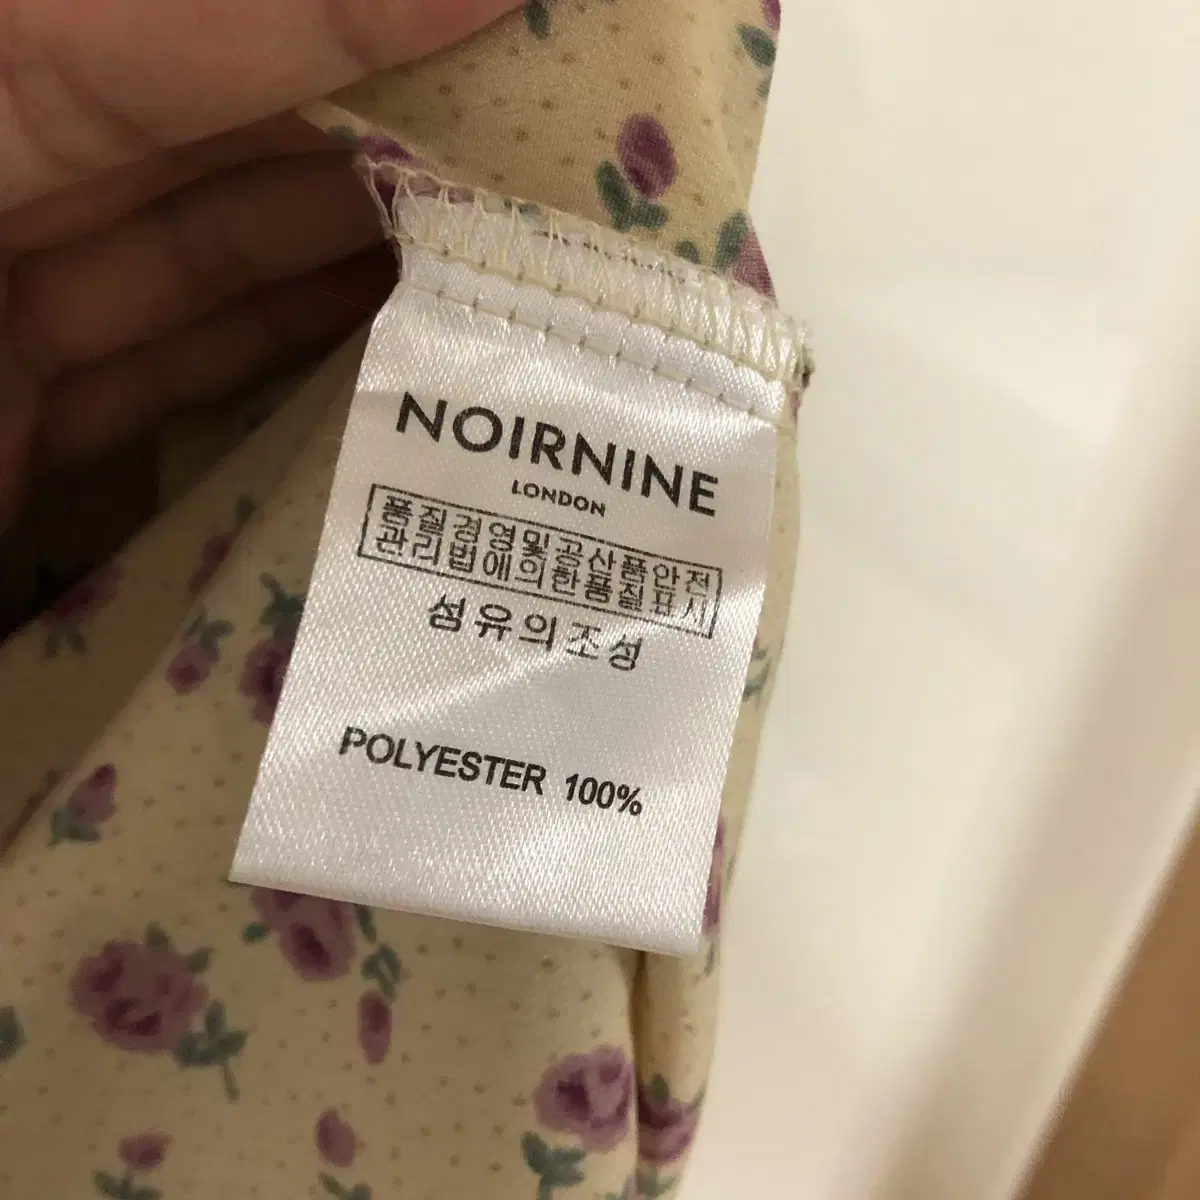 NOIRNINE
LONDON
품질경영및공산품안전
관리법에의한품질표시
섬유의조성
POLYESTER 100%